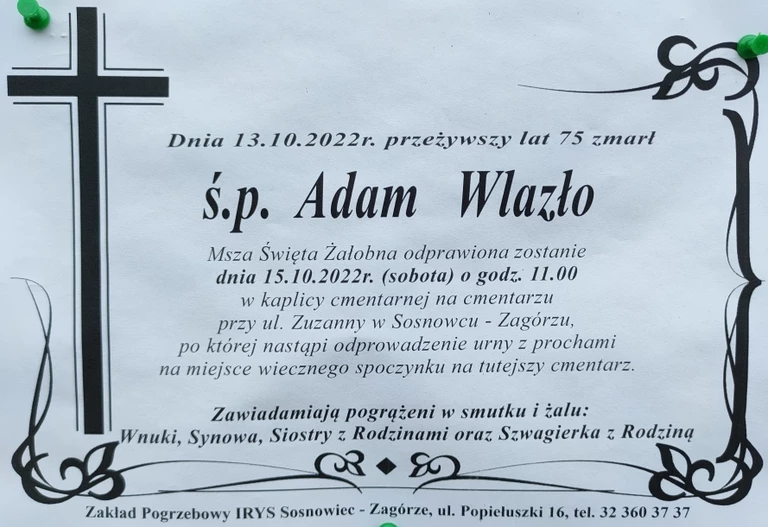 Dnia 13.10.2022r. przeżywszy lat 75 zmarł
ś.p. Adam Wlazło
Msza Święta Żałobna odprawiona zostanie
dnia 15.10.2022r. (sobota) o godz. 11.00
w kaplicy cmentarnej na cmentarzu
przy ul. Zuzanny w Sosnowcu - Zagórzu,
po której nastąpi odprowadzenie urny z prochami
na miejsce wiecznego spoczynku na tutejszy cmentarz.
Zawiadamiają pogrążeni w smutku i żalu:
Wnuki, Synowa, Siostry z Rodzinami oraz Szwagierka z Rodziną
Zakład Pogrzebowy IRYS Sosnowiec - Zagórze, ul. Popiełuszki 16, tel. 32 360 37 37